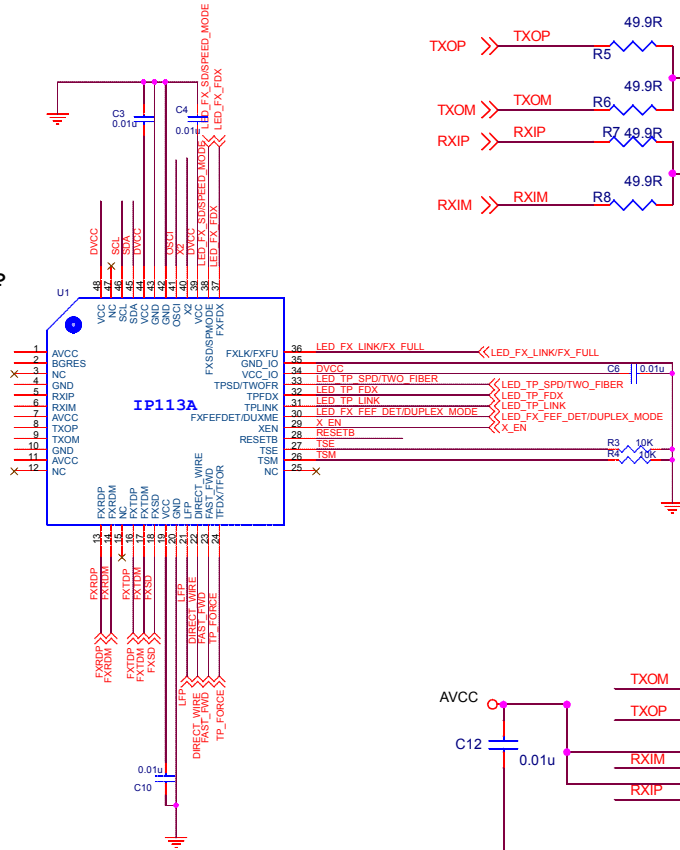 TXOP
TXOP
49.9R
R5
TXOM
TXOM
49.9R
R6
RXIP
RXIP
R7
49.9R
RXIM
RXIM
49.9R
R8
C3
0.01u
C4
0.01u
LED_FX_SD/SPEED_MODE
LED_FX_FDX
DVCC
SCL
SDA
DVCC
OSCI
X2
DVCC
LED_FX_SD/SPEED_MODE
LED_FX_FDX
48
47
46
45
44
43
42
41
40
39
38
37
?
U1
VCC
NC
SCL
SDA
VCC
GND
GND
OSCI
X2
VCC
FXSD/SPMODE
FXFDX
IP113A
1 AVCC
2 BGRES
3 NC
4 GND
5 RXIP
6 RXIM
7 AVCC
8 TXOP
9 TXOM
10 GND
11 AVCC
12 NC
FXLK/FXFU 36 LED_FX_LINK/FX_FULL LED_FX_LINK/FX_FULL
GND_IO 35
VCC_IO 34 DVCC C6 0.01u
TPSD/TWOFR 33 LED_TP_SPD/TWO_FIBER LED_TP_SPD/TWO_FIBER
TPFDX 32 LED_TP_FDX LED_TP_FDX
TPLINK 31 LED_TP_LINK LED_TP_LINK
FXFEFDET/DUXME 30 LED_FX_FEF_DET/DUPLEX_MODE LED_FX_FEF_DET/DUPLEX_MODE
XEN 29 X_EN X_EN
RESETB 28 RESETB
TSE 27 TSE R3 10K
TSM 26 TSM R4 10K
NC 25
FXRDP
FXRDM
NC
FXTDP
FXTDM
FXSD
VCC
GND
LFP
DIRECT_WIRE
FAST_FWD
TFDX/TFOR
13
14
15
16
17
18
19
20
21
22
23
24
FXRDP
FXRDM
FXTDP
FXTDM
FXSD
LFP
DIRECT_WIRE
FAST_FWD
TP_FORCE
FXRDP
FXRDM
FXTDP
FXTDM
FXSD
LFP
DIRECT_WIRE
FAST_FWD
TP_FORCE
0.01u
C10
AVCC
C12
0.01u
TXOM
TXOP
RXIM
RXIP